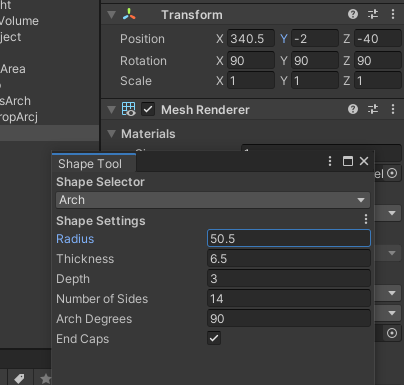 ht
Volume
ject
Area
sArch
ropArcj
Transform
Position X 340.5 Y -2 Z -40
Rotation X 90 Y 90 Z 90
Scale X 1 Y 1 Z 1
Mesh Renderer
Materials
Shape Tool
Shape Selector
Arch
Shape Settings
Radius 50.5
Thickness 6.5
Depth 3
Number of Sides 14
Arch Degrees 90
End Caps